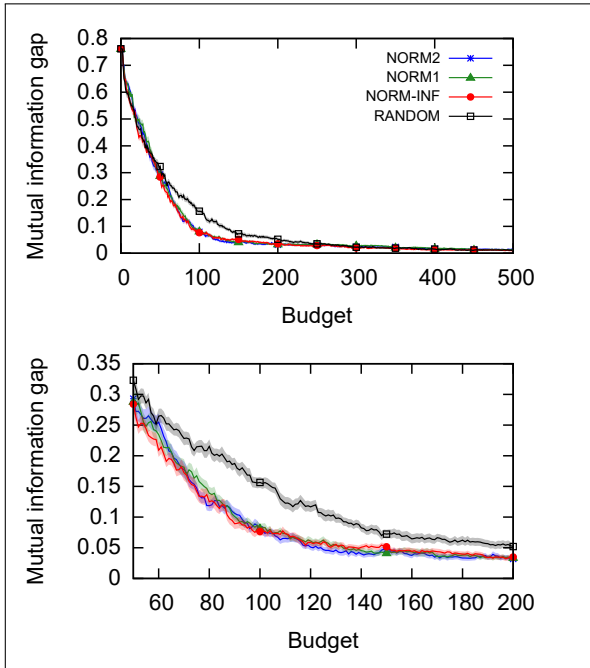 Mutual information gap
0.8
0.7
0.6
0.5
0.4
0.3
0.2
0.1
0
NORM2
NORM1
NORM-INF
RANDOM
0 100 200 300 400 500
Budget
Mutual information gap
0.35
0.3
0.25
0.2
0.15
0.1
0.05
0
60 80 100 120 140 160 180 200
Budget